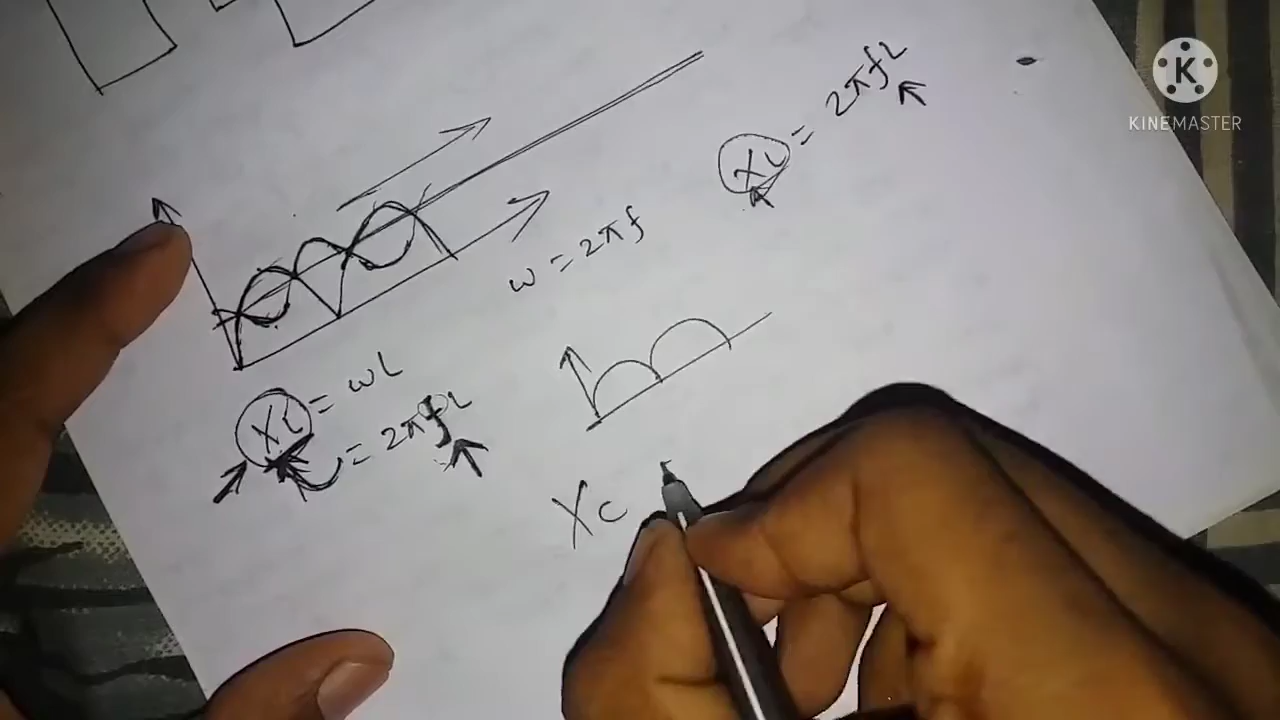 K
KINEMASTER
XL = 2πfL
ω = 2πf
XL = ωL
= 2πfL
Xc